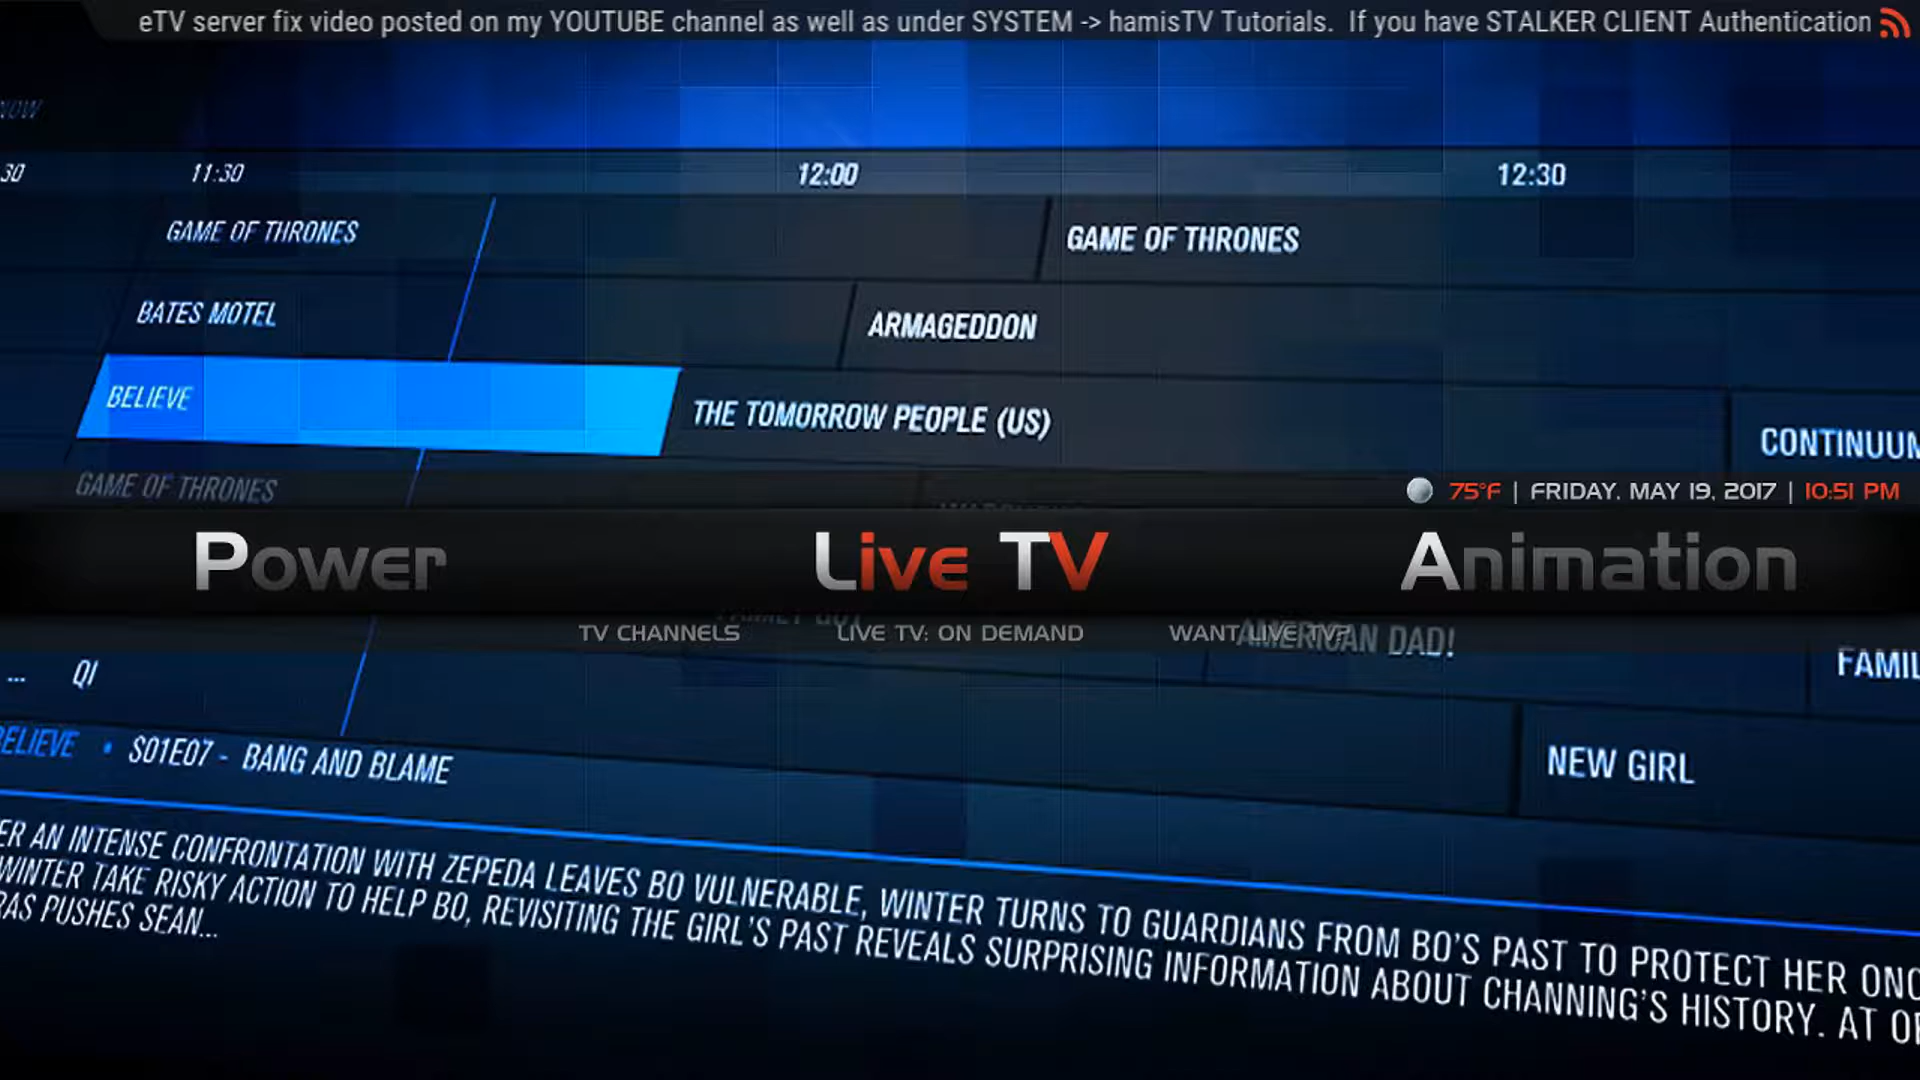 eTV server fix video posted on my YOUTUBE channel as well as under SYSTEM -> hamisTV Tutorials.  If you have STALKER CLIENT Authentication
NOW
30 11:30 12:00 12:30
GAME OF THRONES GAME OF THRONES
BATES MOTEL ARMAGEDDON
BELIEVE THE TOMORROW PEOPLE (US) CONTINUUM
GAME OF THRONES
75°F | FRIDAY, MAY 19, 2017 | 10:51 PM
Power Live TV Animation
TV CHANNELS LIVE TV: ON DEMAND WANT LIVE TV?
AMERICAN DAD! FAMIL
... QI
BELIEVE • S01E07 - BANG AND BLAME
NEW GIRL
ER AN INTENSE CONFRONTATION WITH ZEPEDA LEAVES BO VULNERABLE, WINTER TURNS TO GUARDIANS FROM BO'S PAST TO PROTECT HER ONC
WINTER TAKE RISKY ACTION TO HELP BO, REVISITING THE GIRL'S PAST REVEALS SURPRISING INFORMATION ABOUT CHANNING'S HISTORY. AT
RAS PUSHES SEAN...